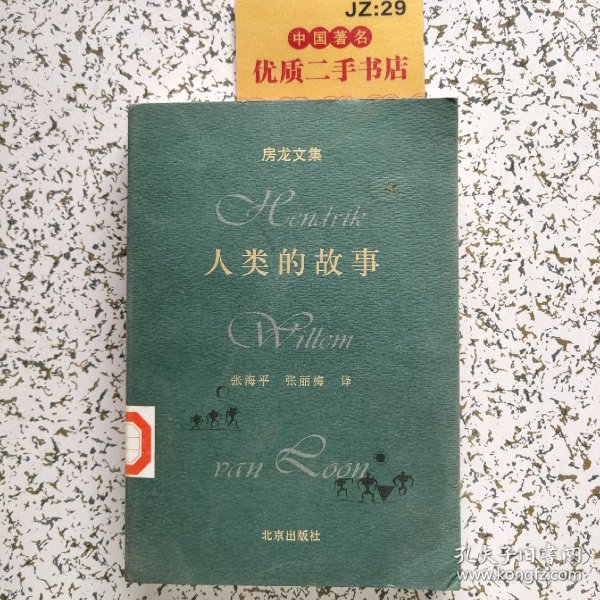 JZ:29
中国著名
优质二手书店
房龙文集
Hendrik
人类的故事
Willem
张海平 张丽梅 译
van Loon
北京出版社
孔夫子旧书网
www.kongfz.com